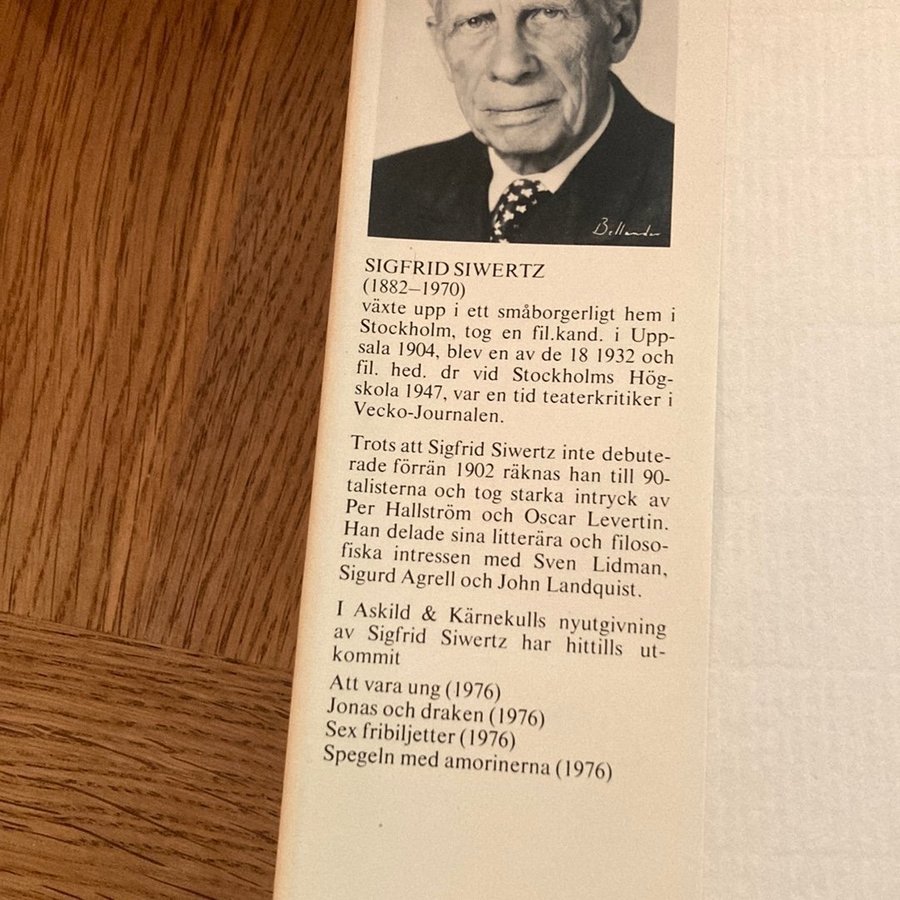 Bellander
SIGFRID SIWERTZ
(1882–1970)
växte upp i ett småborgerligt hem i
Stockholm, tog en fil.kand. i Upp-
sala 1904, blev en av de 18 1932 och
fil. hed. dr vid Stockholms Hög-
skola 1947, var en tid teaterkritiker i
Vecko-Journalen.
Trots att Sigfrid Siwertz inte debute-
rade förrän 1902 räknas han till 90-
talisterna och tog starka intryck av
Per Hallström och Oscar Levertin.
Han delade sina litterära och filoso-
fiska intressen med Sven Lidman,
Sigurd Agrell och John Landquist.
I Askild & Kärnekulls nyutgivning
av Sigfrid Siwertz har hittills ut-
kommit
Att vara ung (1976)
Jonas och draken (1976)
Sex fribiljetter (1976)
Spegeln med amorinerna (1976)